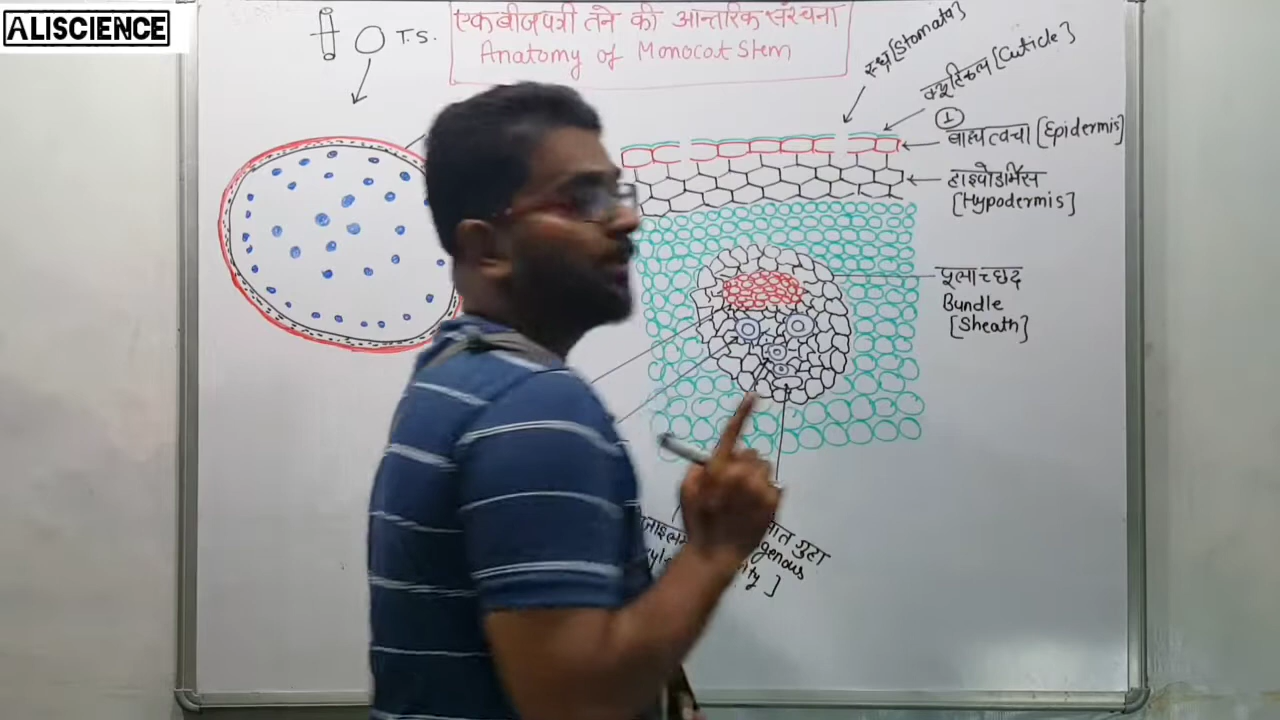 ALISCIENCE
T.S.
एकबीजपत्री तने की आन्तरिक संरचना
Anatomy of Monocot Stem
रन्ध्र [Stomata]
क्यूटिकल [Cuticle]
①
बाह्यत्वचा [Epidermis]
हाइपोडर्मिस
[Hypodermis]
पूलाच्छद
Bundle
[Sheath]
गुहा